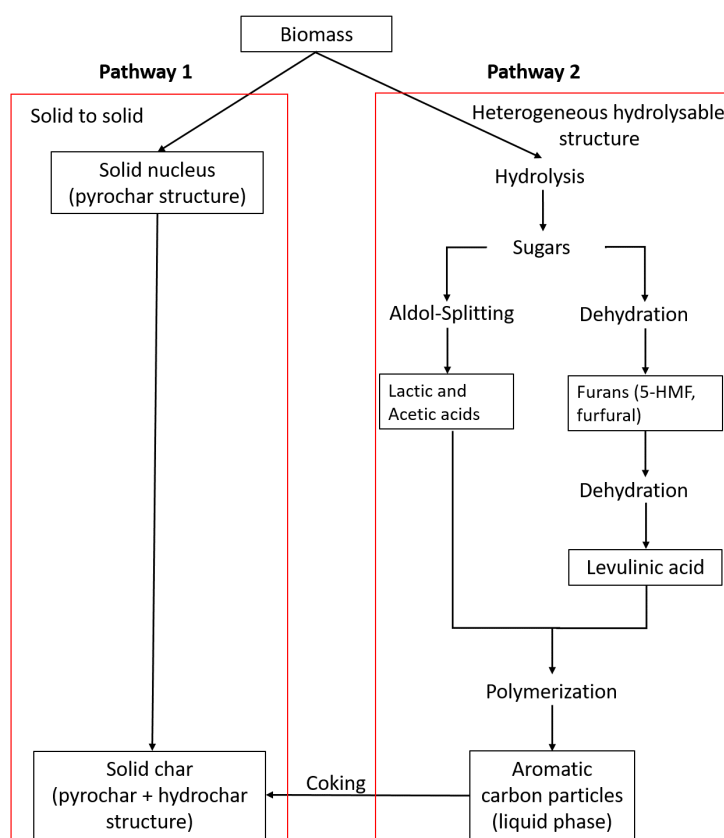 Biomass
Pathway 1
Pathway 2
Solid to solid
Solid nucleus
(pyrochar structure)
Heterogeneous hydrolysable
structure
Hydrolysis
Sugars
Aldol-Splitting
Dehydration
Lactic and
Acetic acids
Furans (5-HMF,
furfural)
Dehydration
Levulinic acid
Polymerization
Solid char
(pyrochar + hydrochar
structure)
Coking
Aromatic
carbon particles
(liquid phase)